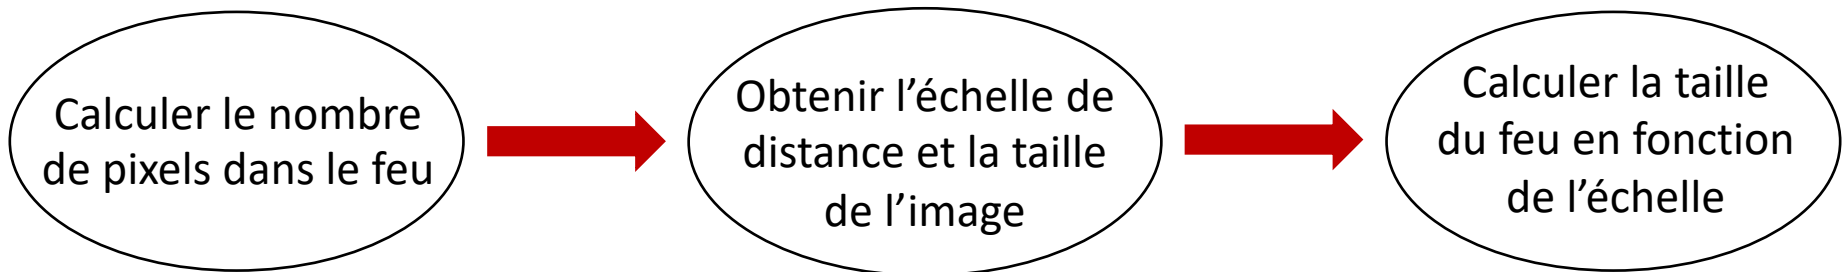 Calculer le nombre
de pixels dans le feu
Obtenir l’échelle de
distance et la taille
de l’image
Calculer la taille
du feu en fonction
de l’échelle